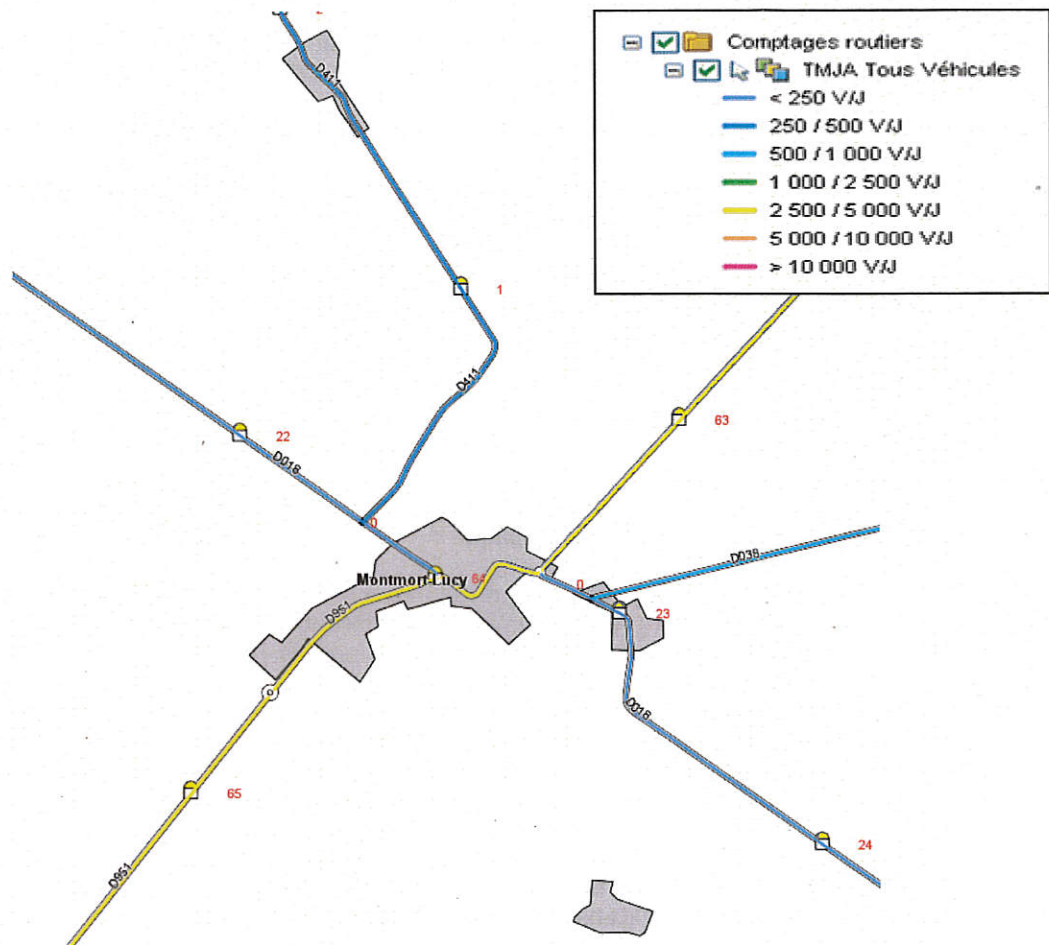 2
Comptages routiers
TMJA Tous Véhicules
< 250 V/J
250 / 500 V/J
500 / 1 000 V/J
1 000 / 2 500 V/J
2 500 / 5 000 V/J
5 000 / 10 000 V/J
> 10 000 V/J
D411
1
D411
63
22
D018
0
D038
Montmort-Lucy
64
0
D951
23
D018
65
24
D951